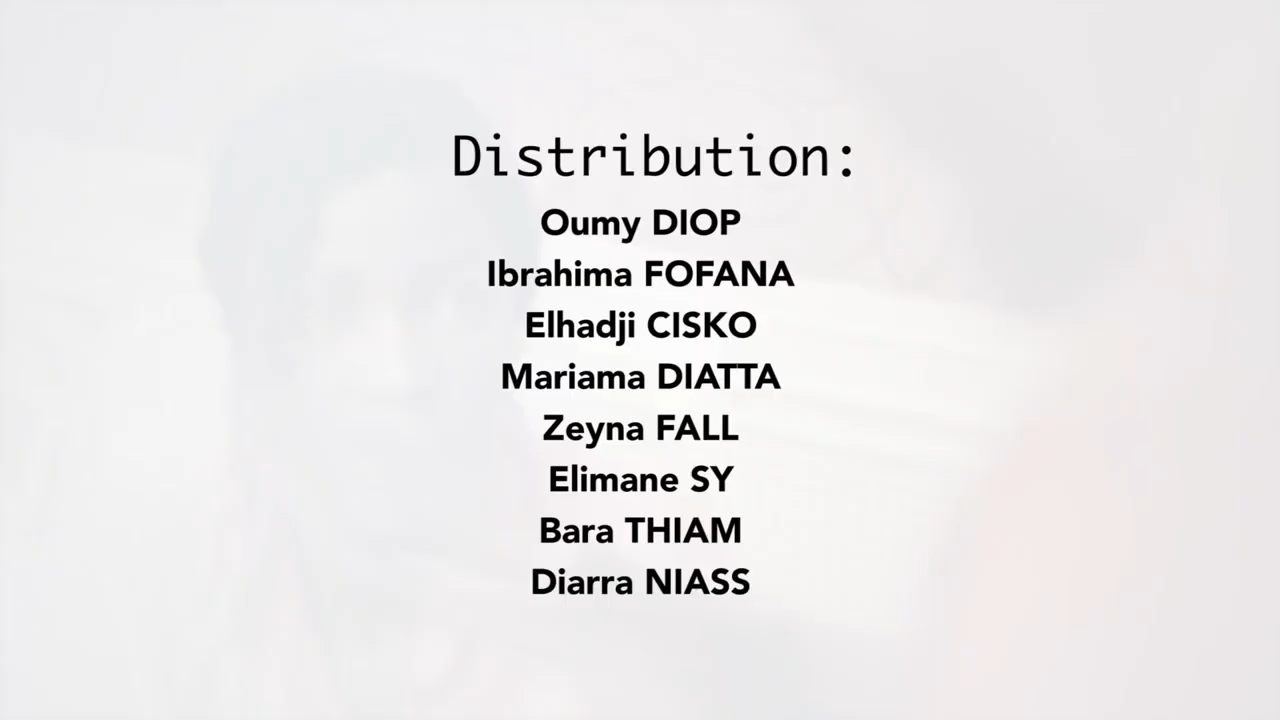 Distribution:
Oumy DIOP
Ibrahima FOFANA
Elhadji CISKO
Mariama DIATTA
Zeyna FALL
Elimane SY
Bara THIAM
Diarra NIASS